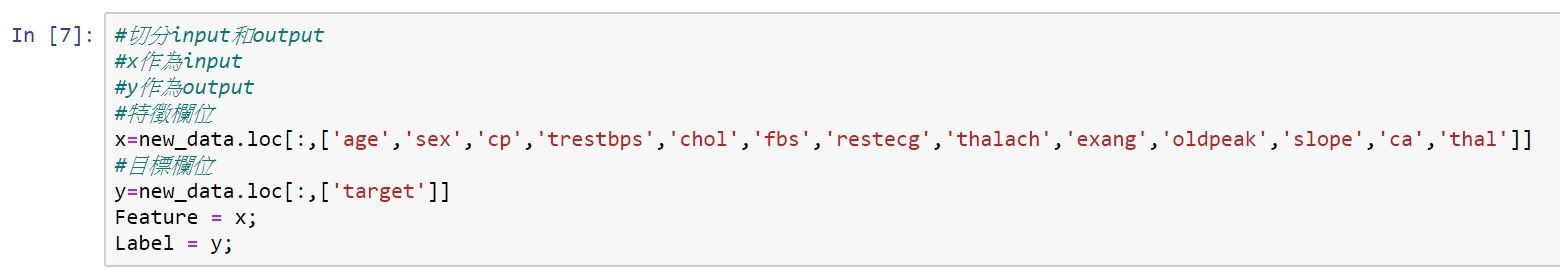 In [7]:
#切分input和output
#x作為input
#y作為output
#特徵欄位
x=new_data.loc[:,['age','sex','cp','trestbps','chol','fbs','restecg','thalach','exang','oldpeak','slope','ca','thal']]
#目標欄位
y=new_data.loc[:,['target']]
Feature = x;
Label = y;